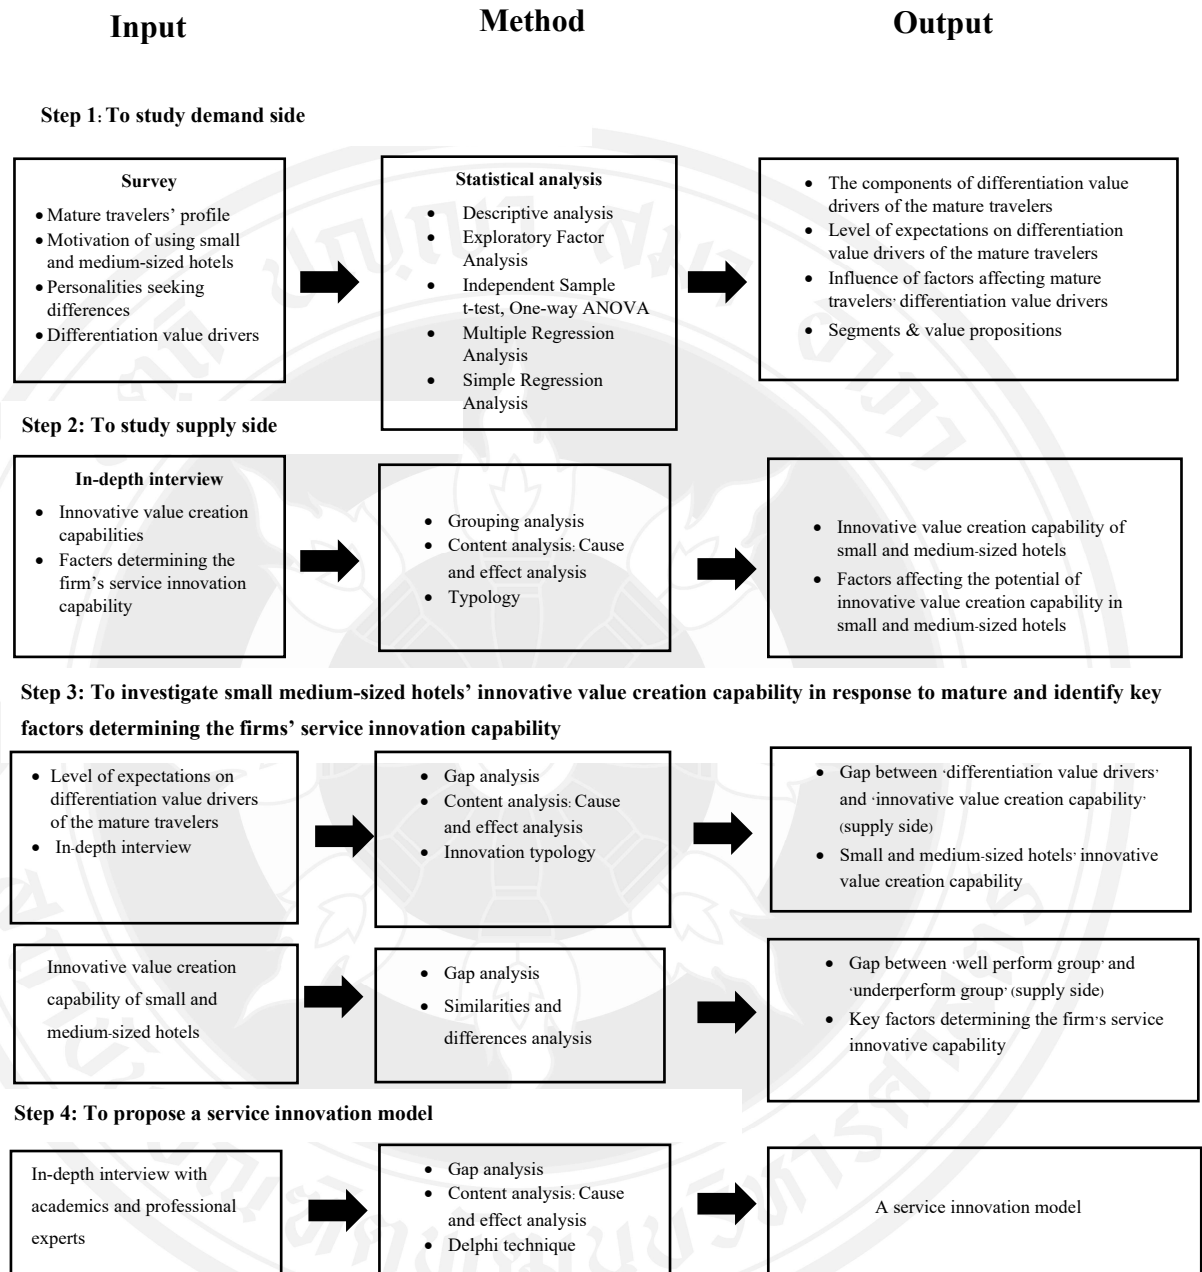 Input
Method
Output
Step 1: To study demand side
Survey
• Mature travelers' profile
• Motivation of using small
and medium-sized hotels
• Personalities seeking
differences
• Differentiation value drivers
Statistical analysis
• Descriptive analysis
• Exploratory Factor
Analysis
• Independent Sample
t-test, One-way ANOVA
• Multiple Regression
Analysis
• Simple Regression
Analysis
• The components of differentiation value
drivers of the mature travelers
• Level of expectations on differentiation
value drivers of the mature travelers
• Influence of factors affecting mature
travelers' differentiation value drivers
• Segments & value propositions
Step 2: To study supply side
In-depth interview
• Innovative value creation
capabilities
• Factors determining the
firm's service innovation
capability
• Grouping analysis
• Content analysis: Cause
and effect analysis
• Typology
• Innovative value creation capability of
small and medium-sized hotels
• Factors affecting the potential of
innovative value creation capability in
small and medium-sized hotels
Step 3: To investigate small medium-sized hotels' innovative value creation capability in response to mature and identify key
factors determining the firms' service innovation capability
• Level of expectations on
differentiation value drivers
of the mature travelers
• In-depth interview
• Gap analysis
• Content analysis: Cause
and effect analysis
• Innovation typology
• Gap between 'differentiation value drivers'
and 'innovative value creation capability'
(supply side)
• Small and medium-sized hotels' innovative
value creation capability
Innovative value creation
capability of small and
medium-sized hotels
• Gap analysis
• Similarities and
differences analysis
• Gap between 'well perform group' and
'underperform group' (supply side)
• Key factors determining the firm's service
innovative capability
Step 4: To propose a service innovation model
In-depth interview with
academics and professional
experts
• Gap analysis
• Content analysis: Cause
and effect analysis
• Delphi technique
A service innovation model